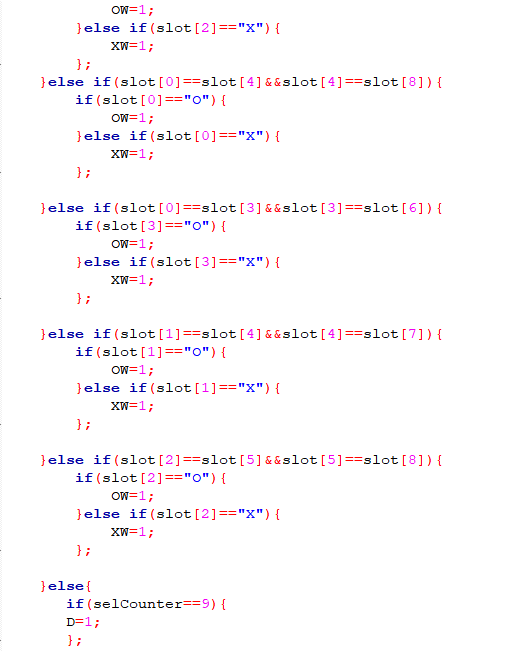 OW=1;
}else if(slot[2]=="X"){
XW=1;
};
}else if(slot[0]==slot[4]&&slot[4]==slot[8]){
if(slot[0]=="O"){
OW=1;
}else if(slot[0]=="X"){
XW=1;
};
}else if(slot[0]==slot[3]&&slot[3]==slot[6]){
if(slot[3]=="O"){
OW=1;
}else if(slot[3]=="X"){
XW=1;
};
}else if(slot[1]==slot[4]&&slot[4]==slot[7]){
if(slot[1]=="O"){
OW=1;
}else if(slot[1]=="X"){
XW=1;
};
}else if(slot[2]==slot[5]&&slot[5]==slot[8]){
if(slot[2]=="O"){
OW=1;
}else if(slot[2]=="X"){
XW=1;
};
}else{
if(selCounter==9){
D=1;
};